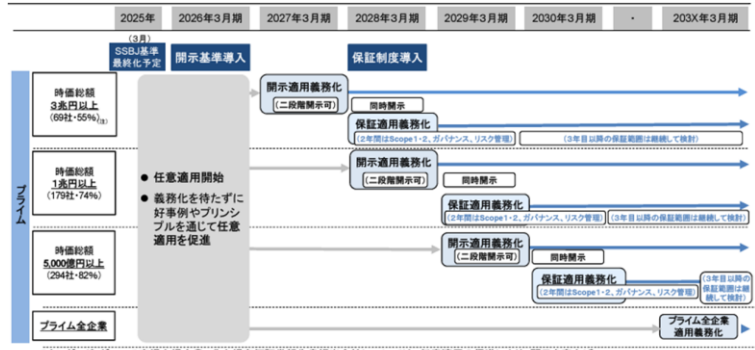 2025年 2026年3月期 2027年3月期 2028年3月期 2029年3月期 2030年3月期 ・ 203X年3月期
(3月)
SSBJ基準
最終化予定
開示基準導入
保証制度導入
プライム
時価総額
3兆円以上
(69社・55%)(注)
開示適用義務化
(二段階開示可)
同時開示
保証適用義務化
(2年間はScope1・2、ガバナンス、リスク管理)
(3年目以降の保証範囲は継続して検討)
● 任意適用開始
● 義務化を待たずに
好事例やプリンシ
プルを通じて任意
適用を促進
時価総額
1兆円以上
(179社・74%)
開示適用義務化
(二段階開示可)
同時開示
保証適用義務化
(2年間はScope1・2、ガバナンス、リスク管理)
(3年目以降の保証範囲は継続して検討)
時価総額
5,000億円以上
(294社・82%)
開示適用義務化
(二段階開示可)
同時開示
保証適用義務化
(2年間はScope1・2、ガバナンス、リスク管理)
(3年目以降の
保証範囲は継
続して検討)
プライム全企業
プライム全企業
適用義務化